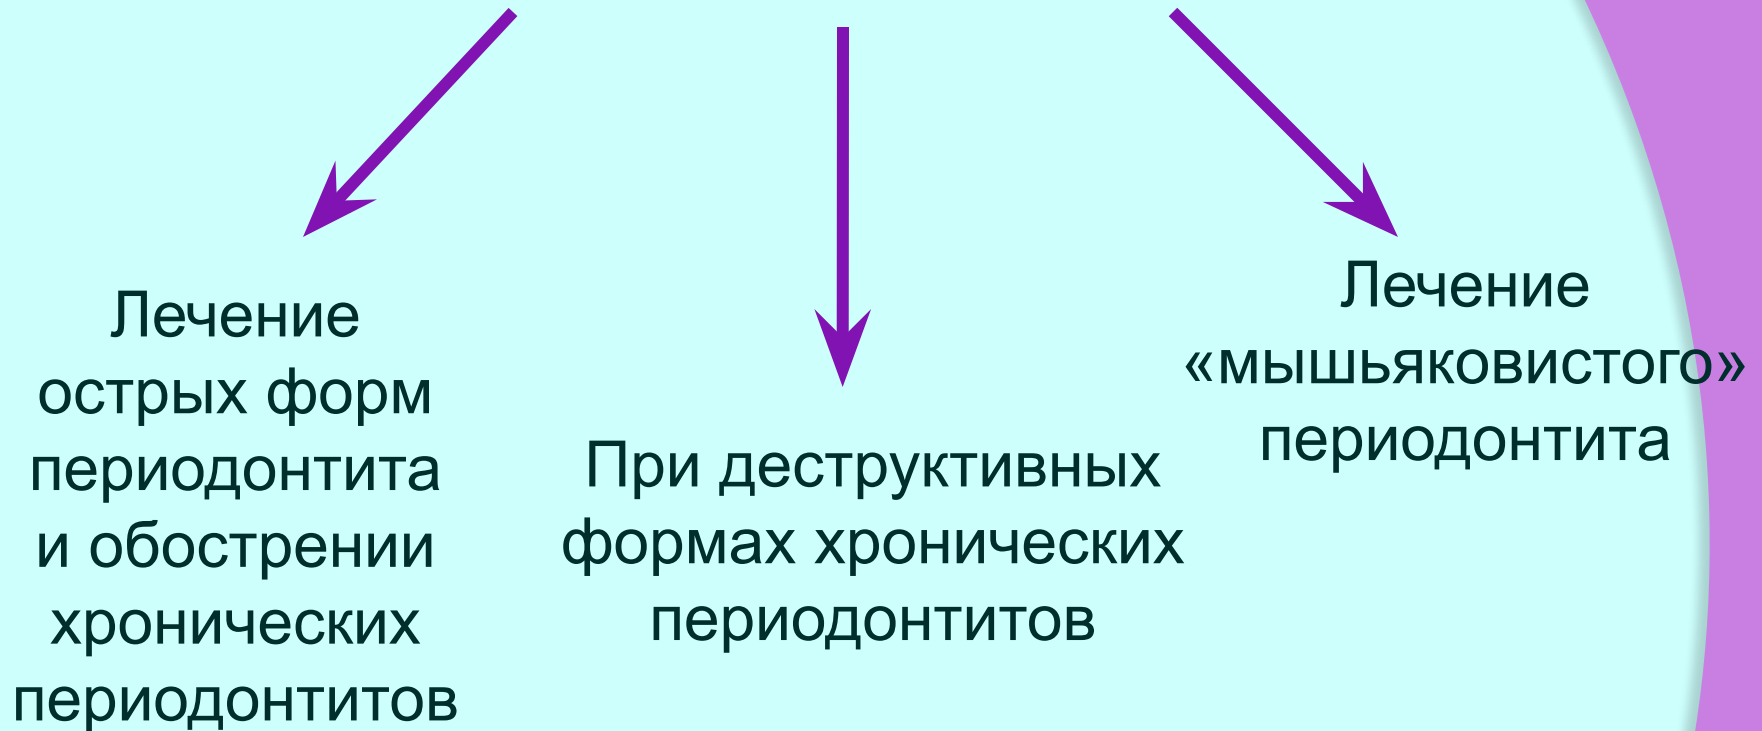 Лечение
острых форм
периодонтита
и обострении
хронических
периодонтитов
При деструктивных
формах хронических
периодонтитов
Лечение
«мышьяковистого»
периодонтита